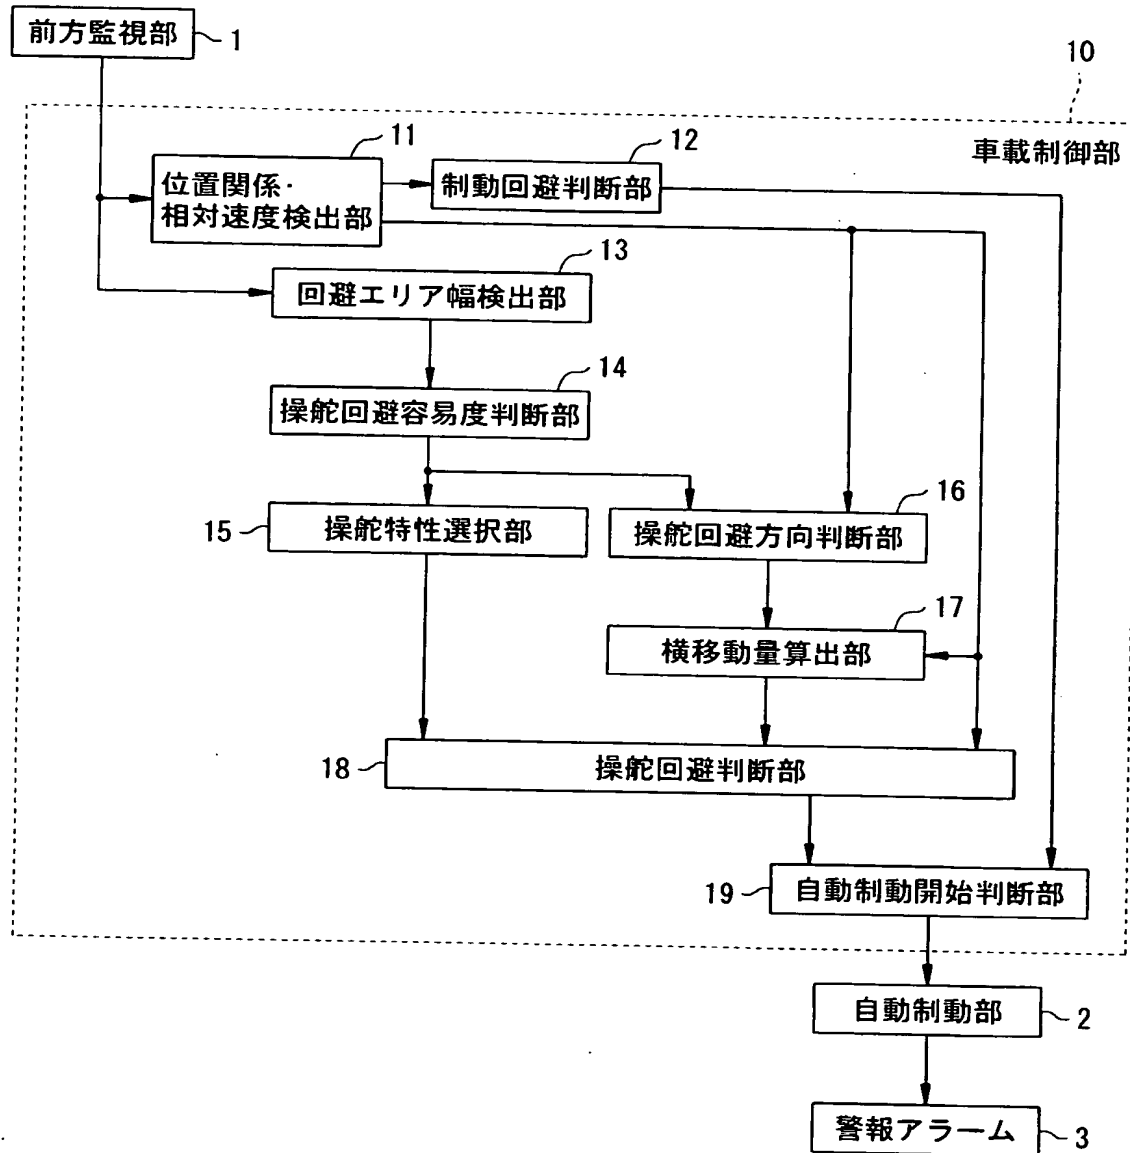 前方監視部
1
10
車載制御部
11
位置関係・
相対速度検出部
12
制動回避判断部
13
回避エリア幅検出部
14
操舵回避容易度判断部
15
操舵特性選択部
16
操舵回避方向判断部
17
横移動量算出部
18
操舵回避判断部
19
自動制動開始判断部
自動制動部
2
警報アラーム
3